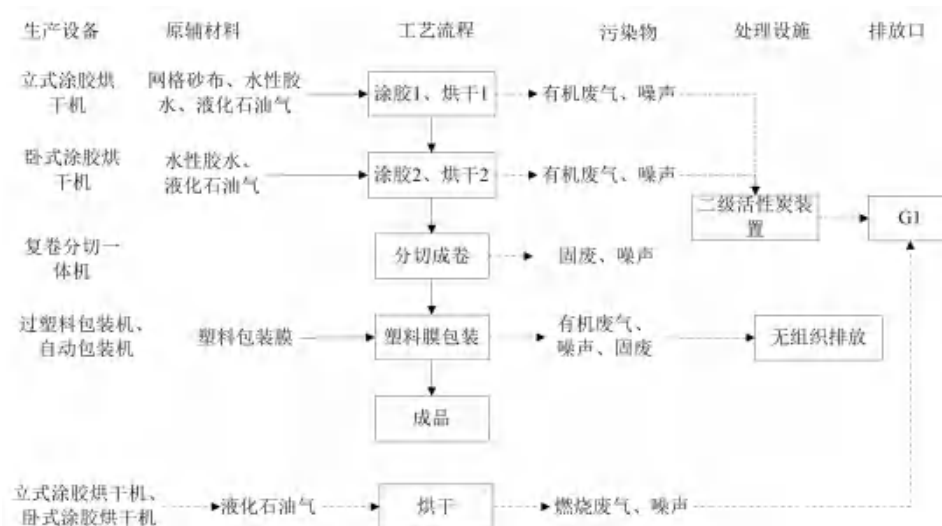 生产设备 原辅材料 工艺流程 污染物 处理设施 排放口
立式涂胶烘
干机
网格砂布、水性胶
水、液化石油气
涂胶1、烘干1
有机废气、噪声
卧式涂胶烘
干机
水性胶水、
液化石油气
涂胶2、烘干2
有机废气、噪声
二级活性炭装
置
G1
复卷分切一
体机
分切成卷
固废、噪声
过塑料包装机、
自动包装机
塑料包装膜
塑料膜包装
有机废气、
噪声、固废
无组织排放
成品
立式涂胶烘干机、
卧式涂胶烘干机
液化石油气
烘干
燃烧废气、噪声